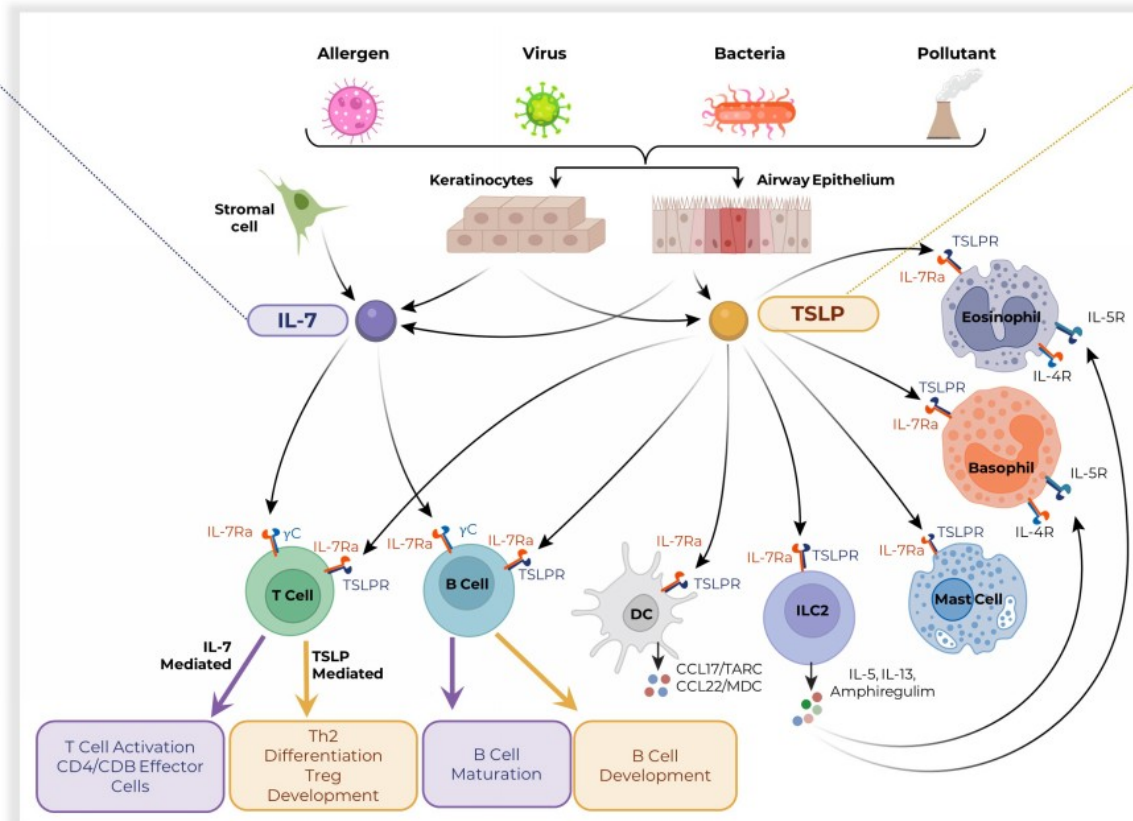 Allergen
Virus
Bacteria
Pollutant
Keratinocytes
Airway Epithelium
Stromal
cell
IL-7
TSLP
TSLPR
IL-7Ra
Eosinophil
IL-5R
IL-4R
TSLPR
IL-7Ra
Basophil
IL-5R
IL-4R
IL-7Ra
γC
IL-7Ra
TSLPR
T Cell
IL-7Ra
γC
IL-7Ra
TSLPR
B Cell
IL-7Ra
TSLPR
DC
IL-7Ra
TSLPR
ILC2
TSLPR
IL-7Ra
Mast Cell
IL-7
Mediated
TSLP
Mediated
CCL17/TARC
CCL22/MDC
IL-5, IL-13,
Amphiregulim
T Cell Activation
CD4/CDB Effector
Cells
Th2
Differentiation
Treg
Development
B Cell
Maturation
B Cell
Development